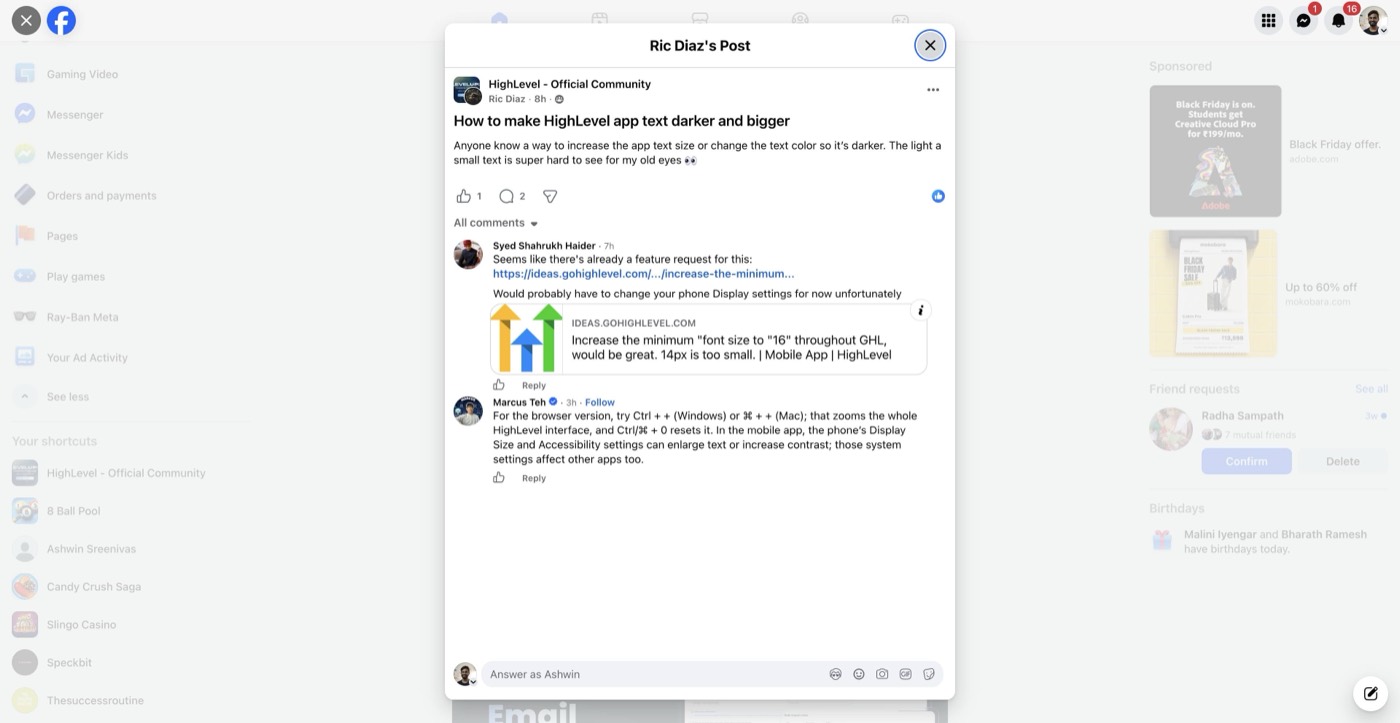 1
16
Gaming Video
Messenger
Messenger Kids
Orders and payments
Pages
Play games
Ray-Ban Meta
Your Ad Activity
See less
Your shortcuts
HighLevel - Official Community
8 Ball Pool
Ashwin Sreenivas
Candy Crush Saga
Slingo Casino
Speckbit
Thesuccessroutine
Ric Diaz's Post
HighLevel - Official Community
Ric Diaz · 8h ·
How to make HighLevel app text darker and bigger
Anyone know a way to increase the app text size or change the text color so it's darker. The light a
small text is super hard to see for my old eyes 👀
1
2
All comments
Syed Shahrukh Haider · 7h
Seems like there's already a feature request for this:
https://ideas.gohighlevel.com/.../increase-the-minimum...
Would probably have to change your phone Display settings for now unfortunately
IDEAS.GOHIGHLEVEL.COM
Increase the minimum "font size to "16" throughout GHL,
would be great. 14px is too small. | Mobile App | HighLevel
Reply
Marcus Teh · 3h · Follow
For the browser version, try Ctrl + + (Windows) or ⌘ + + (Mac); that zooms the whole
HighLevel interface, and Ctrl/⌘ + 0 resets it. In the mobile app, the phone's Display
Size and Accessibility settings can enlarge text or increase contrast; those system
settings affect other apps too.
Reply
Answer as Ashwin
GIF
Email
Sponsored
Black Friday is on.
Students get
Creative Cloud Pro
for ₹199/mo.
Adobe
Black Friday offer.
adobe.com
BLACK
FRIDAY
SALE
Up to 60% off
mokobara.com
Friend requests
See all
Radha Sampath
3w
7 mutual friends
Confirm
Delete
Birthdays
Malini Iyengar and Bharath Ramesh
have birthdays today.